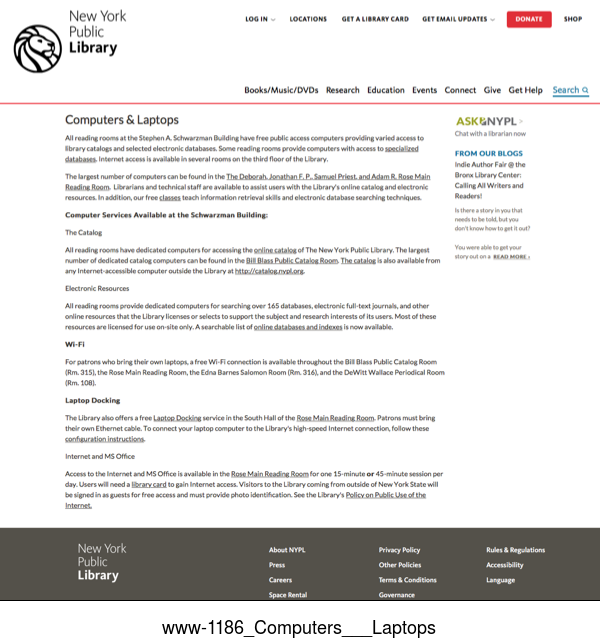 New York
Public
Library
LOG IN
LOCATIONS
GET A LIBRARY CARD
GET EMAIL UPDATES
DONATE
SHOP
Books/Music/DVDs Research Education Events Connect Give Get Help Search
Computers & Laptops
All reading rooms at the Stephen A. Schwarzman Building have free public access computers providing varied access to
library catalogs and selected electronic databases. Some reading rooms provide computers with access to specialized
databases. Internet access is available in several rooms on the third floor of the Library.
The largest number of computers can be found in the The Deborah, Jonathan F. P., Samuel Priest, and Adam R. Rose Main
Reading Room. Librarians and technical staff are available to assist users with the Library's online catalog and electronic
resources. In addition, our free classes teach information retrieval skills and electronic database searching techniques.
Computer Services Available at the Schwarzman Building:
The Catalog
All reading rooms have dedicated computers for accessing the online catalog of The New York Public Library. The largest
number of dedicated catalog computers can be found in the Bill Blass Public Catalog Room. The catalog is also available from
any Internet-accessible computer outside the Library at http://catalog.nypl.org.
Electronic Resources
All reading rooms provide dedicated computers for searching over 165 databases, electronic full-text journals, and other
online resources that the Library licenses or selects to support the subject and research interests of its users. Most of these
resources are licensed for use on-site only. A searchable list of online databases and indexes is now available.
Wi-Fi
For patrons who bring their own laptops, a free Wi-Fi connection is available throughout the Bill Blass Public Catalog Room
(Rm. 315), the Rose Main Reading Room, the Edna Barnes Salomon Room (Rm. 316), and the DeWitt Wallace Periodical Room
(Rm. 108).
Laptop Docking
The Library also offers a free Laptop Docking service in the South Hall of the Rose Main Reading Room. Patrons must bring
their own Ethernet cable. To connect your laptop computer to the Library's high-speed Internet connection, follow these
configuration instructions.
Internet and MS Office
Access to the Internet and MS Office is available in the Rose Main Reading Room for one 15-minute or 45-minute session per
day. Users will need a library card to gain Internet access. Visitors to the Library coming from outside of New York State will
be signed in as guests for free access and must provide photo identification. See the Library's Policy on Public Use of the
Internet.
ASK NYPL >
Chat with a librarian now
FROM OUR BLOGS
Indie Author Fair @ the
Bronx Library Center:
Calling All Writers and
Readers!
Is there a story in you that
needs to be told, but you
don't know how to get it out?
You were able to get your
story out on a READ MORE ›
New York
Public
Library
About NYPL
Press
Careers
Space Rental
Privacy Policy
Other Policies
Terms & Conditions
Governance
Rules & Regulations
Accessibility
Language
www-1186_Computers___Laptops